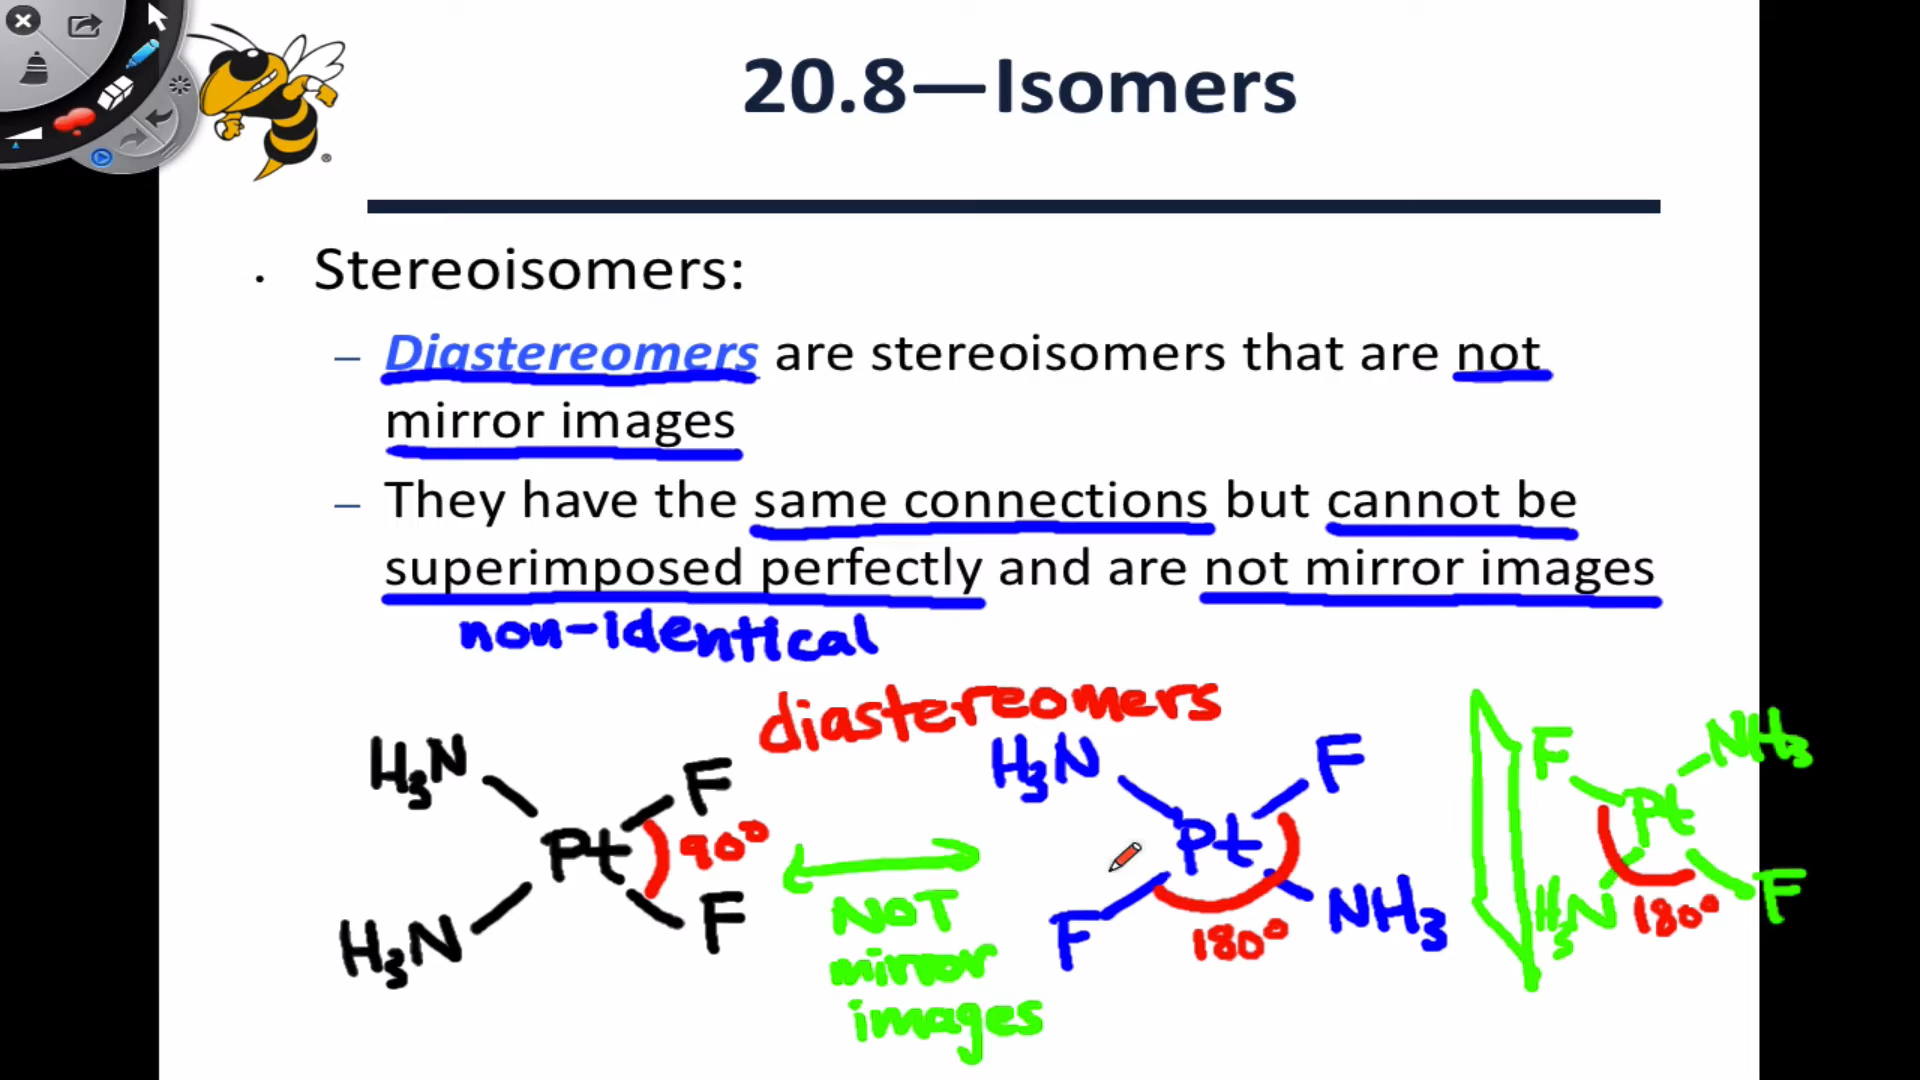 20.8—Isomers
®
• Stereoisomers:
– Diastereomers are stereoisomers that are not
mirror images
– They have the same connections but cannot be
superimposed perfectly and are not mirror images
non-identical
diastereomers
H₃N F
Pt 90°
H₃N F
NOT
mirror
images
H₃N F
Pt
F NH₃
180°
F NH₃
Pt
H₃N 180° F